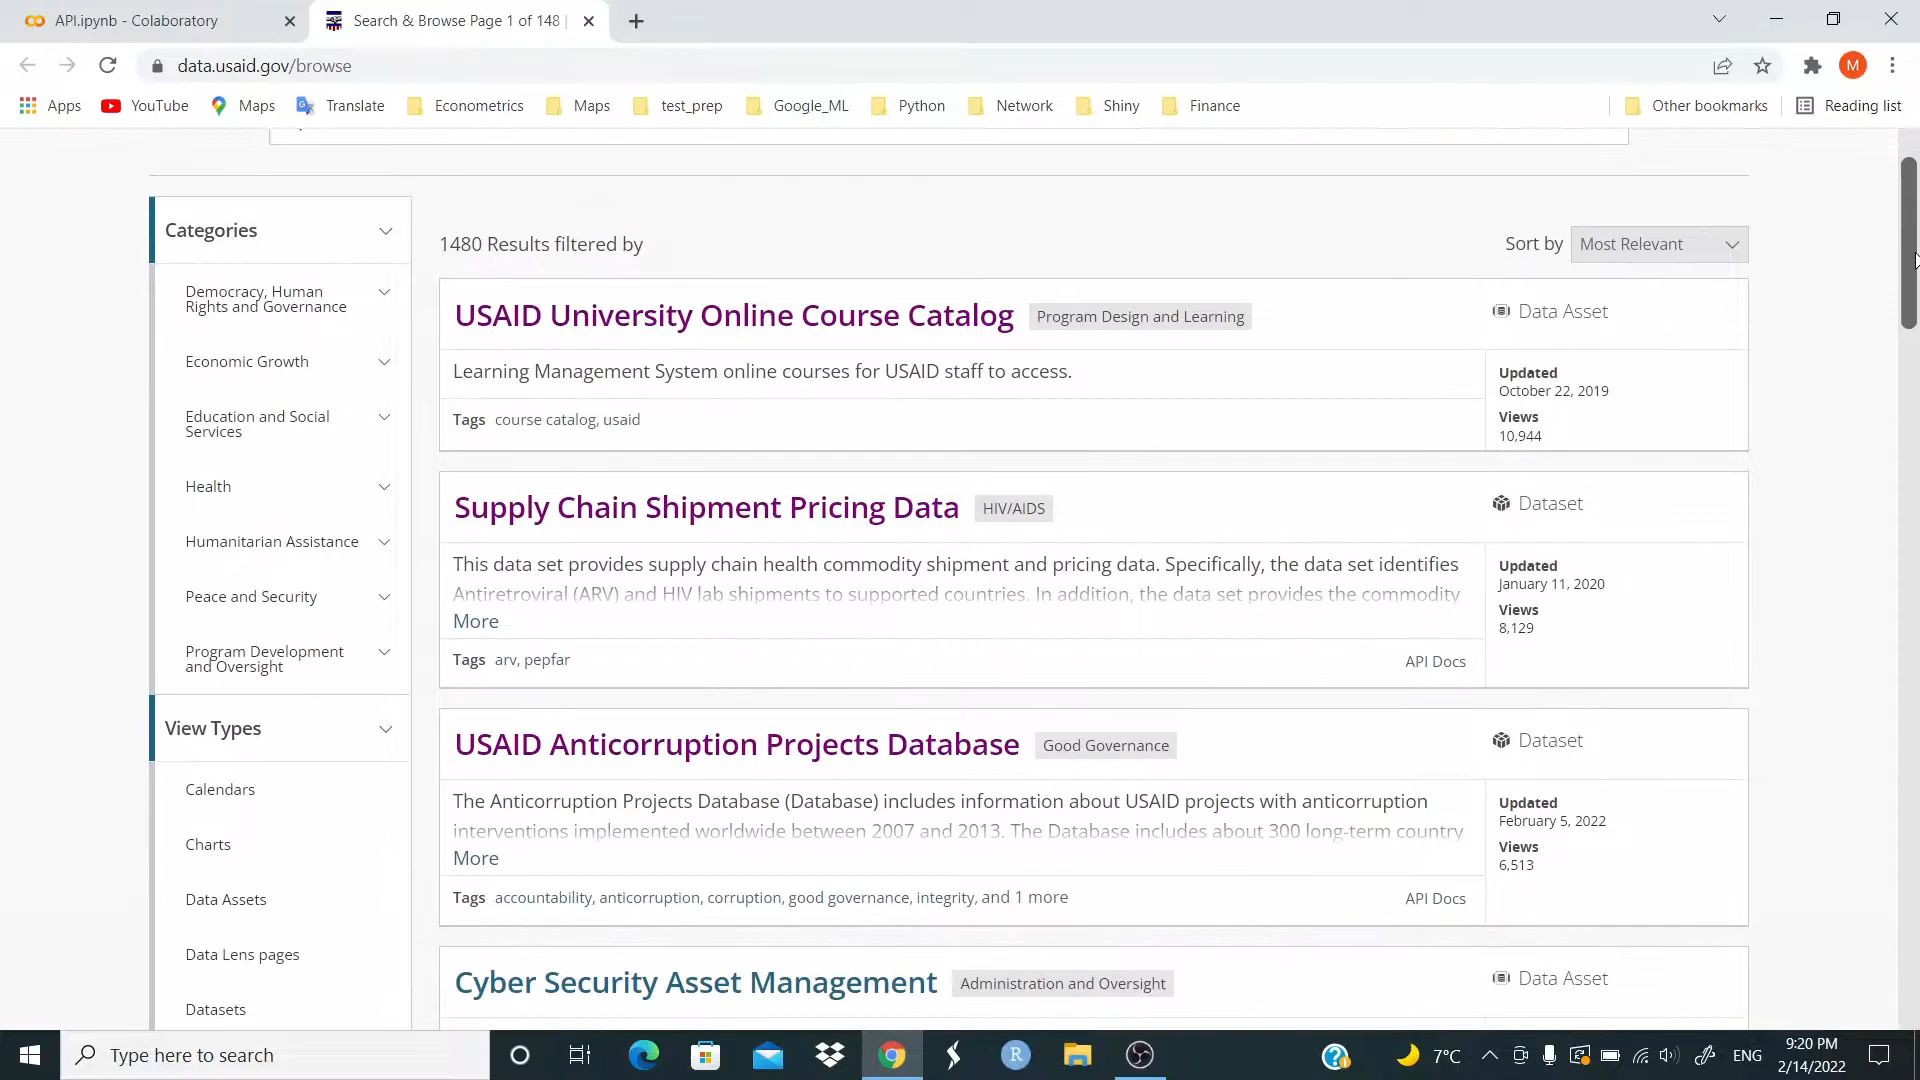 API.ipynb - Colaboratory
Search & Browse Page 1 of 148 |
data.usaid.gov/browse
M
Apps YouTube Maps Translate Econometrics Maps test_prep Google_ML Python Network Shiny Finance Other bookmarks Reading list
Categories
Democracy, Human
Rights and Governance
Economic Growth
Education and Social
Services
Health
Humanitarian Assistance
Peace and Security
Program Development
and Oversight
View Types
Calendars
Charts
Data Assets
Data Lens pages
Datasets
1480 Results filtered by
Sort by Most Relevant
USAID University Online Course Catalog Program Design and Learning
Data Asset
Learning Management System online courses for USAID staff to access.
Tags course catalog, usaid
Updated
October 22, 2019
Views
10,944
Supply Chain Shipment Pricing Data HIV/AIDS
Dataset
This data set provides supply chain health commodity shipment and pricing data. Specifically, the data set identifies
Antiretroviral (ARV) and HIV lab shipments to supported countries. In addition, the data set provides the commodity
More
Tags arv, pepfar
API Docs
Updated
January 11, 2020
Views
8,129
USAID Anticorruption Projects Database Good Governance
Dataset
The Anticorruption Projects Database (Database) includes information about USAID projects with anticorruption
interventions implemented worldwide between 2007 and 2013. The Database includes about 300 long-term country
More
Tags accountability, anticorruption, corruption, good governance, integrity, and 1 more
API Docs
Updated
February 5, 2022
Views
6,513
Cyber Security Asset Management Administration and Oversight
Data Asset
Type here to search
R
7°C
ENG
9:20 PM
2/14/2022